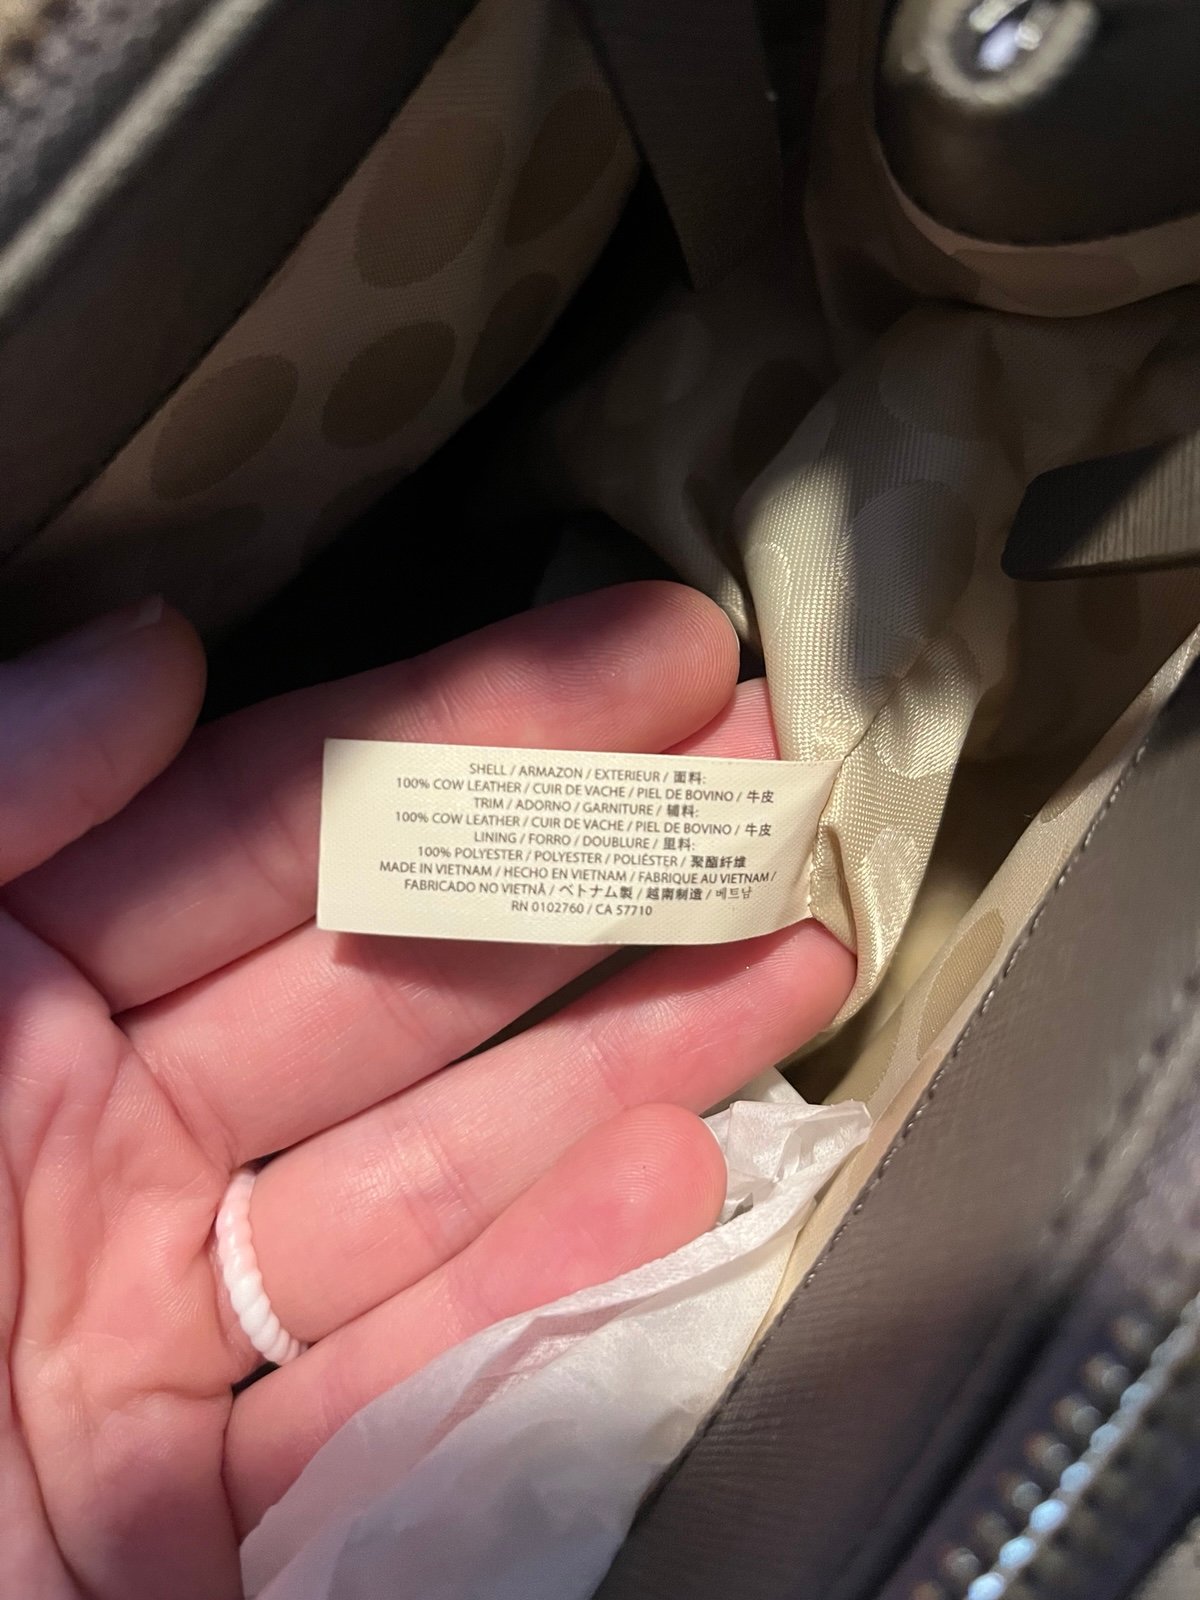 SHELL / ARMAZON / EXTERIEUR / 面料:
100% COW LEATHER / CUIR DE VACHE / PIEL DE BOVINO / 牛皮
TRIM / ADORNO / GARNITURE / 辅料:
100% COW LEATHER / CUIR DE VACHE / PIEL DE BOVINO / 牛皮
LINING / FORRO / DOUBLURE / 里料:
100% POLYESTER / POLYESTER / POLIÉSTER / 聚酯纤维
MADE IN VIETNAM / HECHO EN VIETNAM / FABRIQUE AU VIETNAM /
FABRICADO NO VIETNÃ / ベトナム製 / 越南制造 / 베트남
RN 0102760 / CA 57710